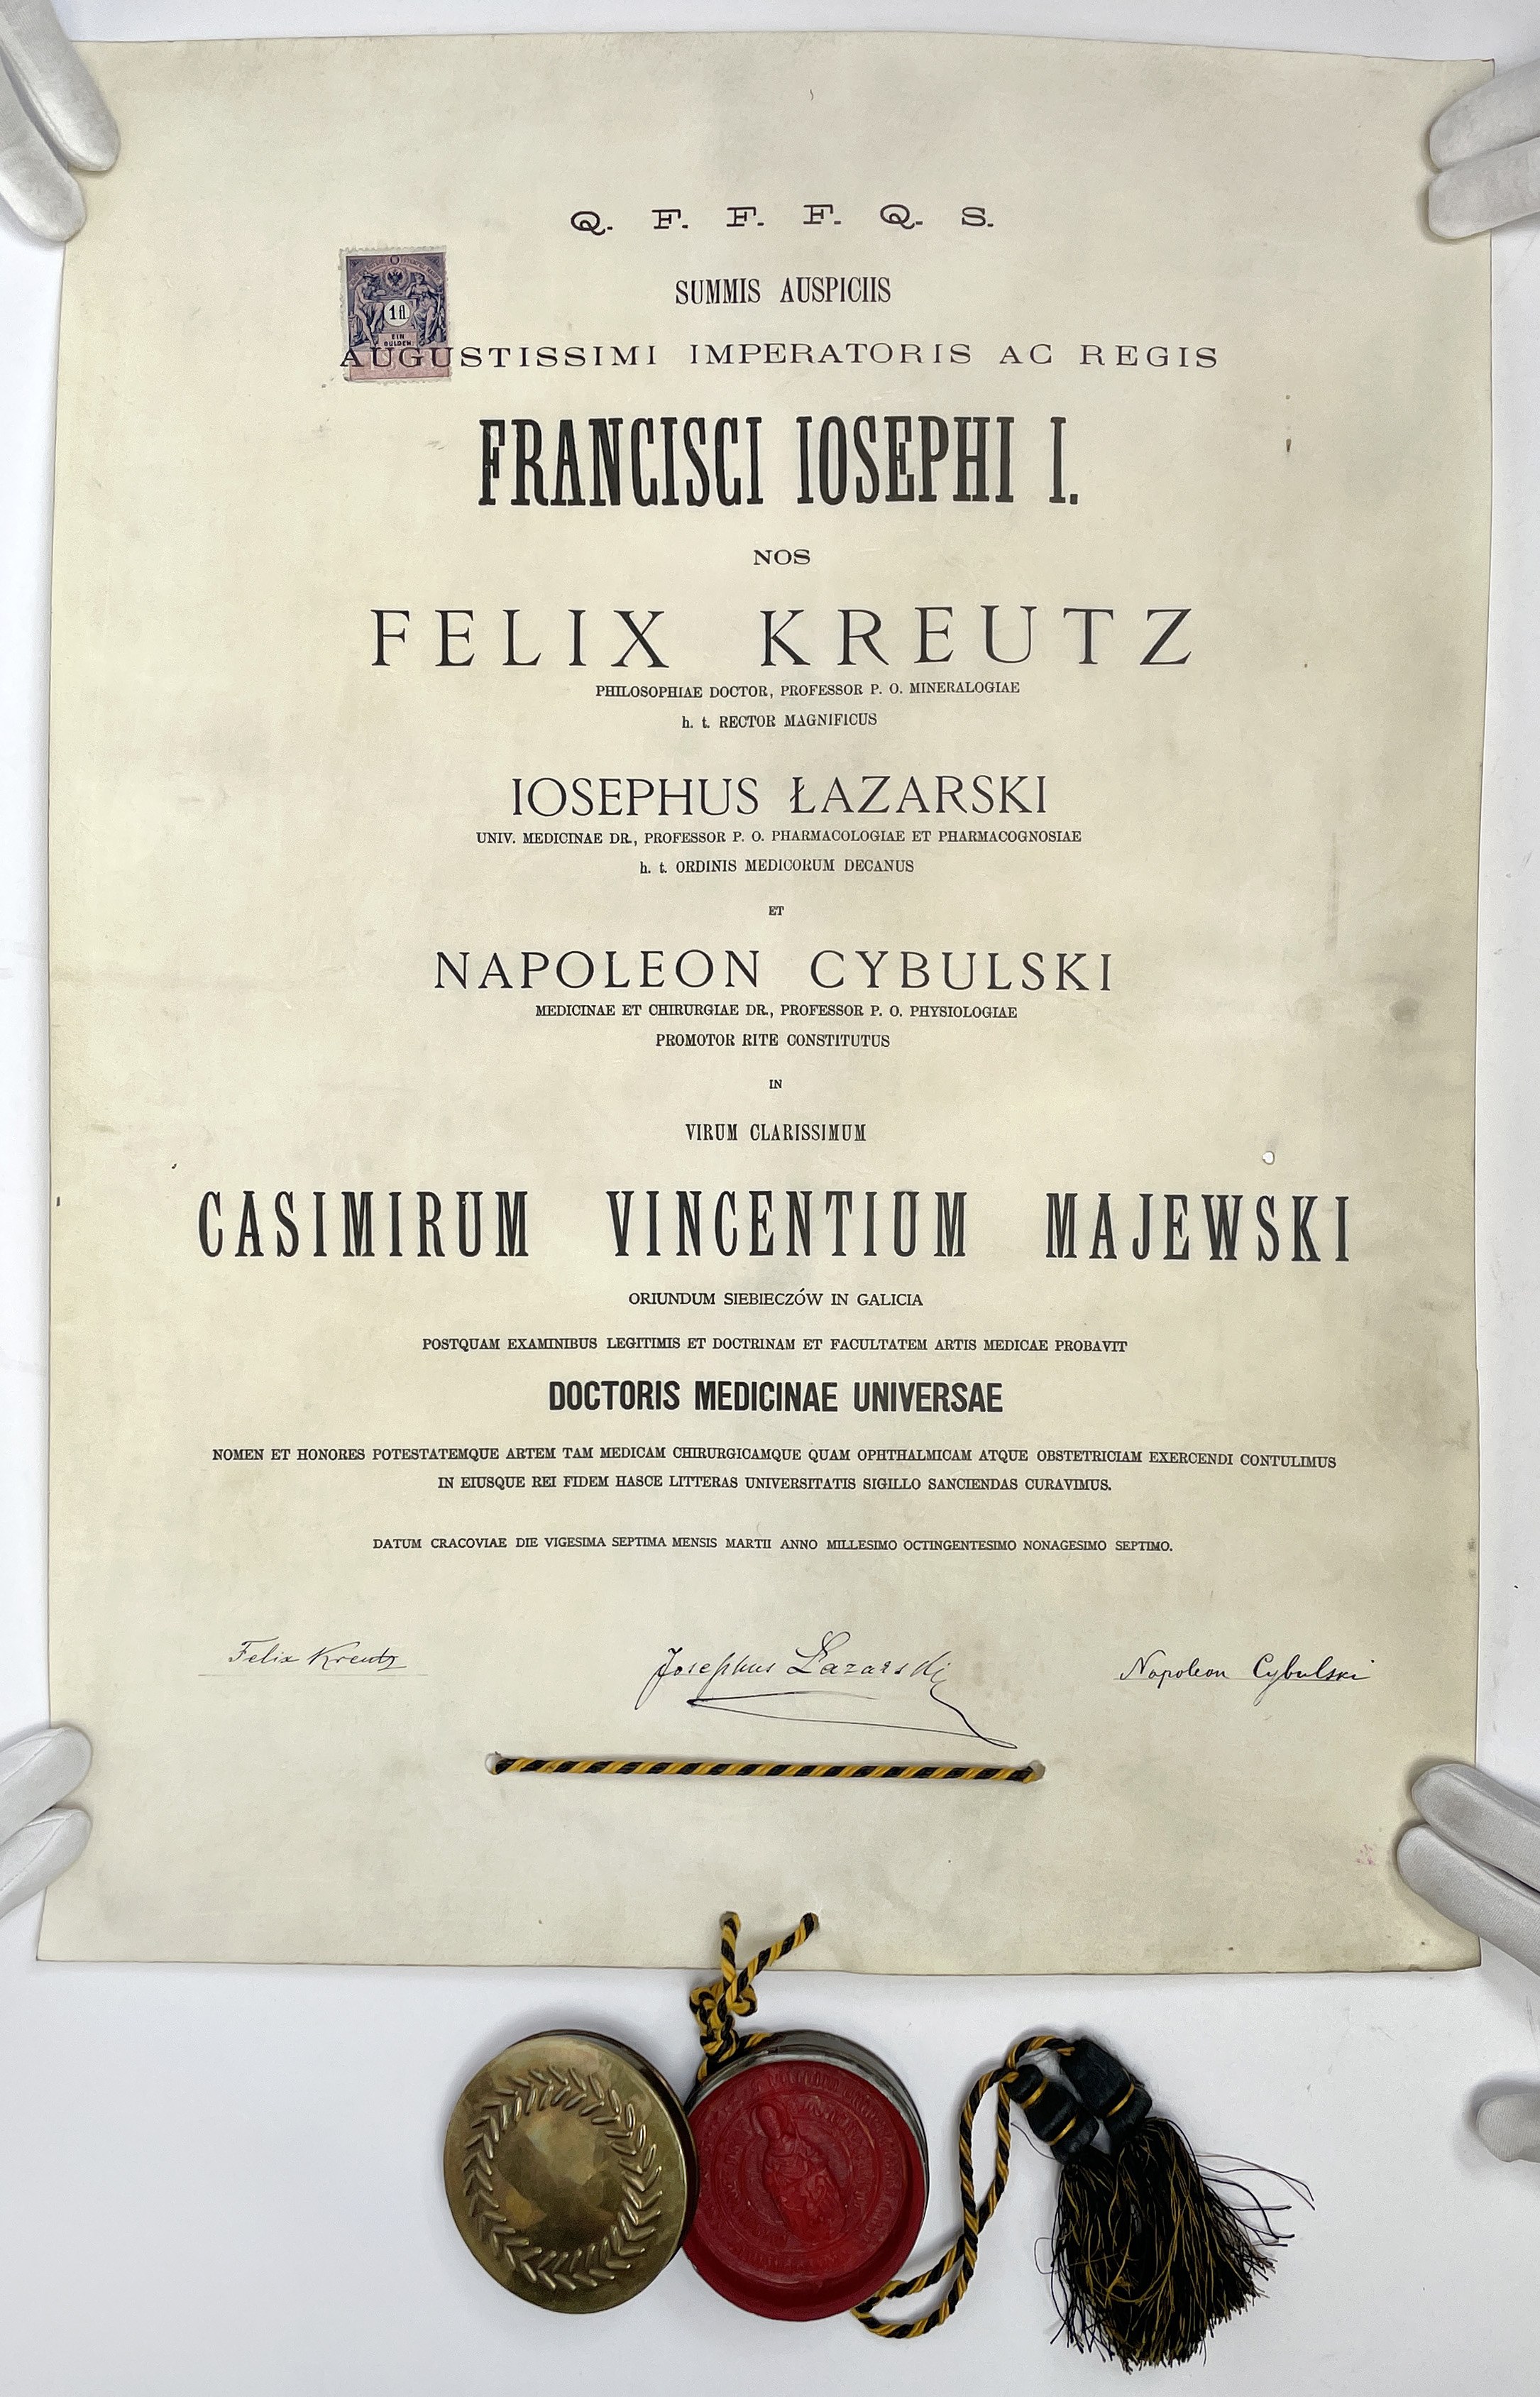 Q. F. F. F. Q. S.
SUMMIS AUSPICIIS
1 fl.
EIN
GULDEN.
AUGUSTISSIMI IMPERATORIS AC REGIS
FRANCISCI IOSEPHI I.
NOS
FELIX KREUTZ
PHILOSOPHIAE DOCTOR, PROFESSOR P. O. MINERALOGIAE
h. t. RECTOR MAGNIFICUS
IOSEPHUS ŁAZARSKI
UNIV. MEDICINAE DR., PROFESSOR P. O. PHARMACOLOGIAE ET PHARMACOGNOSIAE
h. t. ORDINIS MEDICORUM DECANUS
ET
NAPOLEON CYBULSKI
MEDICINAE ET CHIRURGIAE DR., PROFESSOR P. O. PHYSIOLOGIAE
PROMOTOR RITE CONSTITUTUS
IN
VIRUM CLARISSIMUM
CASIMIRUM VINCENTIUM MAJEWSKI
ORIUNDUM SIEBIECZÓW IN GALICIA
POSTQUAM EXAMINIBUS LEGITIMIS ET DOCTRINAM ET FACULTATEM ARTIS MEDICAE PROBAVIT
DOCTORIS MEDICINAE UNIVERSAE
NOMEN ET HONORES POTESTATEMQUE ARTEM TAM MEDICAM CHIRURGICAMQUE QUAM OPHTHALMICAM ATQUE OBSTETRICIAM EXERCENDI CONTULIMUS
IN EIUSQUE REI FIDEM HASCE LITTERAS UNIVERSITATIS SIGILLO SANCIENDAS CURAVIMUS.
DATUM CRACOVIAE DIE VIGESIMA SEPTIMA MENSIS MARTII ANNO MILLESIMO OCTINGENTESIMO NONAGESIMO SEPTIMO.
Felix Kreutz
Josephus Łazarski
Napoleon Cybulski